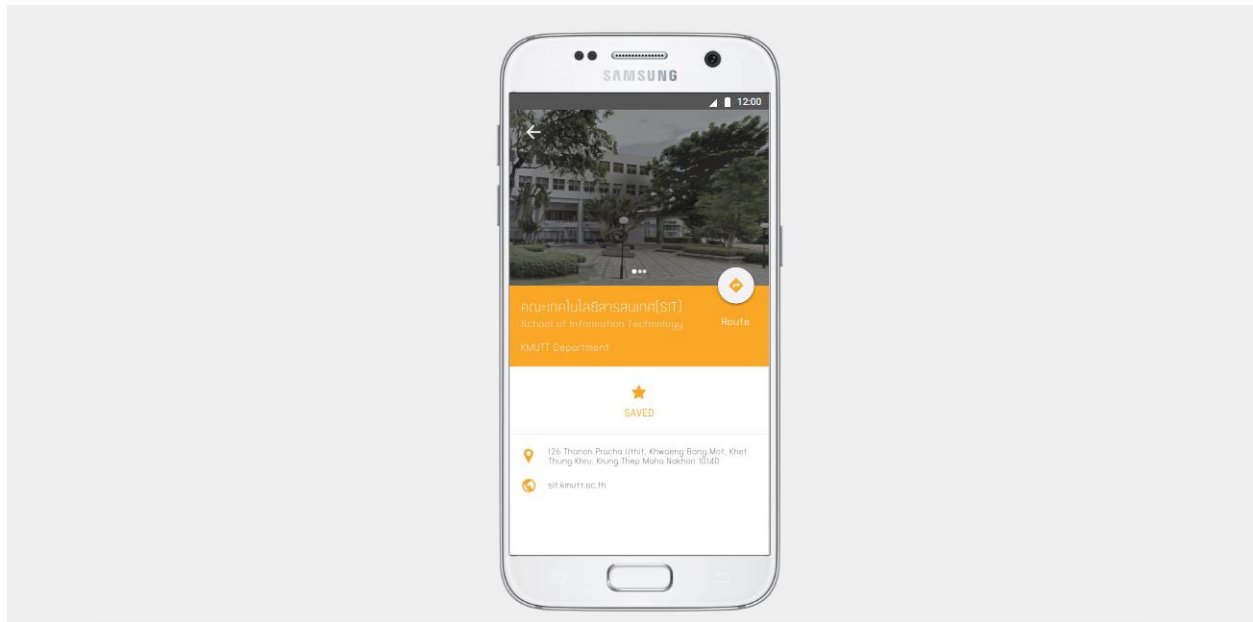 SAMSUNG
12:00
คณะเทคโนโลยีสารสนเทศ(SIT)
School of Information Technology
Route
KMUTT Department
SAVED
126 Thanon Pracha Uthit, Khwaeng Bang Mot, Khet
Thung Khru, Krung Thep Maha Nakhon 10140
sit.kmutt.ac.th